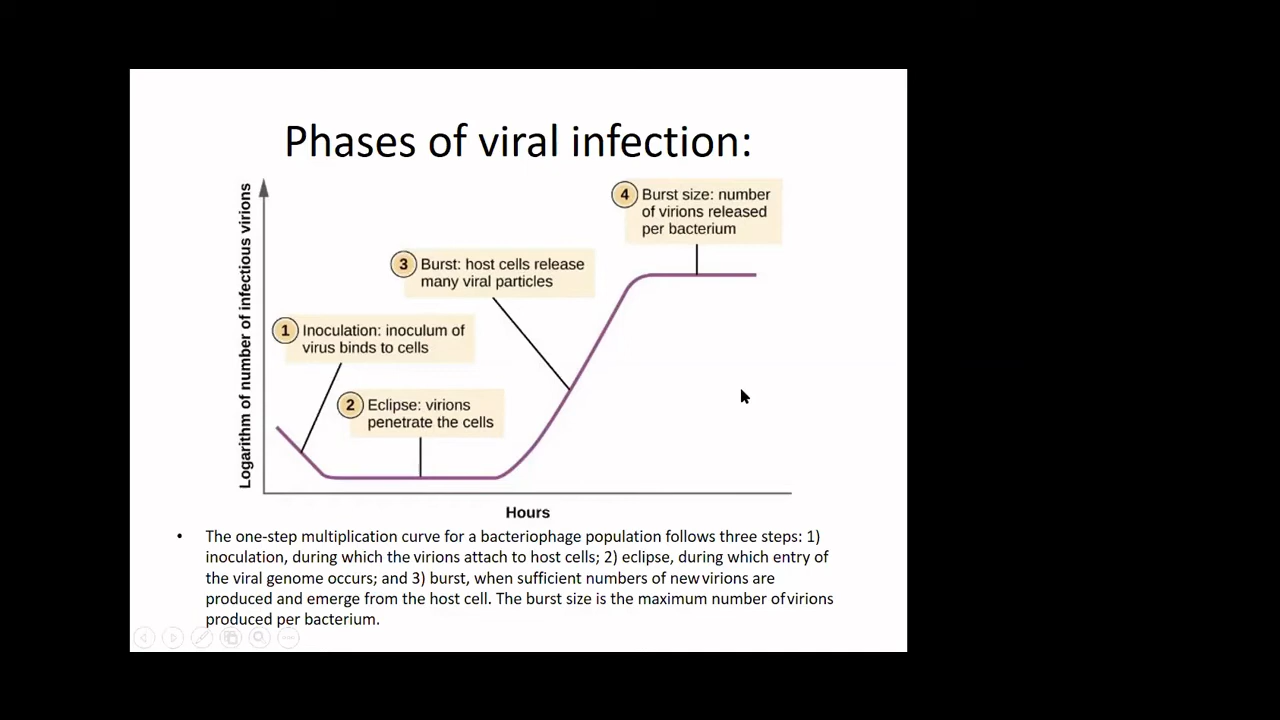 Phases of viral infection:
Logarithm of number of infectious virions
4 Burst size: number
of virions released
per bacterium
3 Burst: host cells release
many viral particles
1 Inoculation: inoculum of
virus binds to cells
2 Eclipse: virions
penetrate the cells
Hours
• The one-step multiplication curve for a bacteriophage population follows three steps: 1)
inoculation, during which the virions attach to host cells; 2) eclipse, during which entry of
the viral genome occurs; and 3) burst, when sufficient numbers of new virions are
produced and emerge from the host cell. The burst size is the maximum number of virions
produced per bacterium.